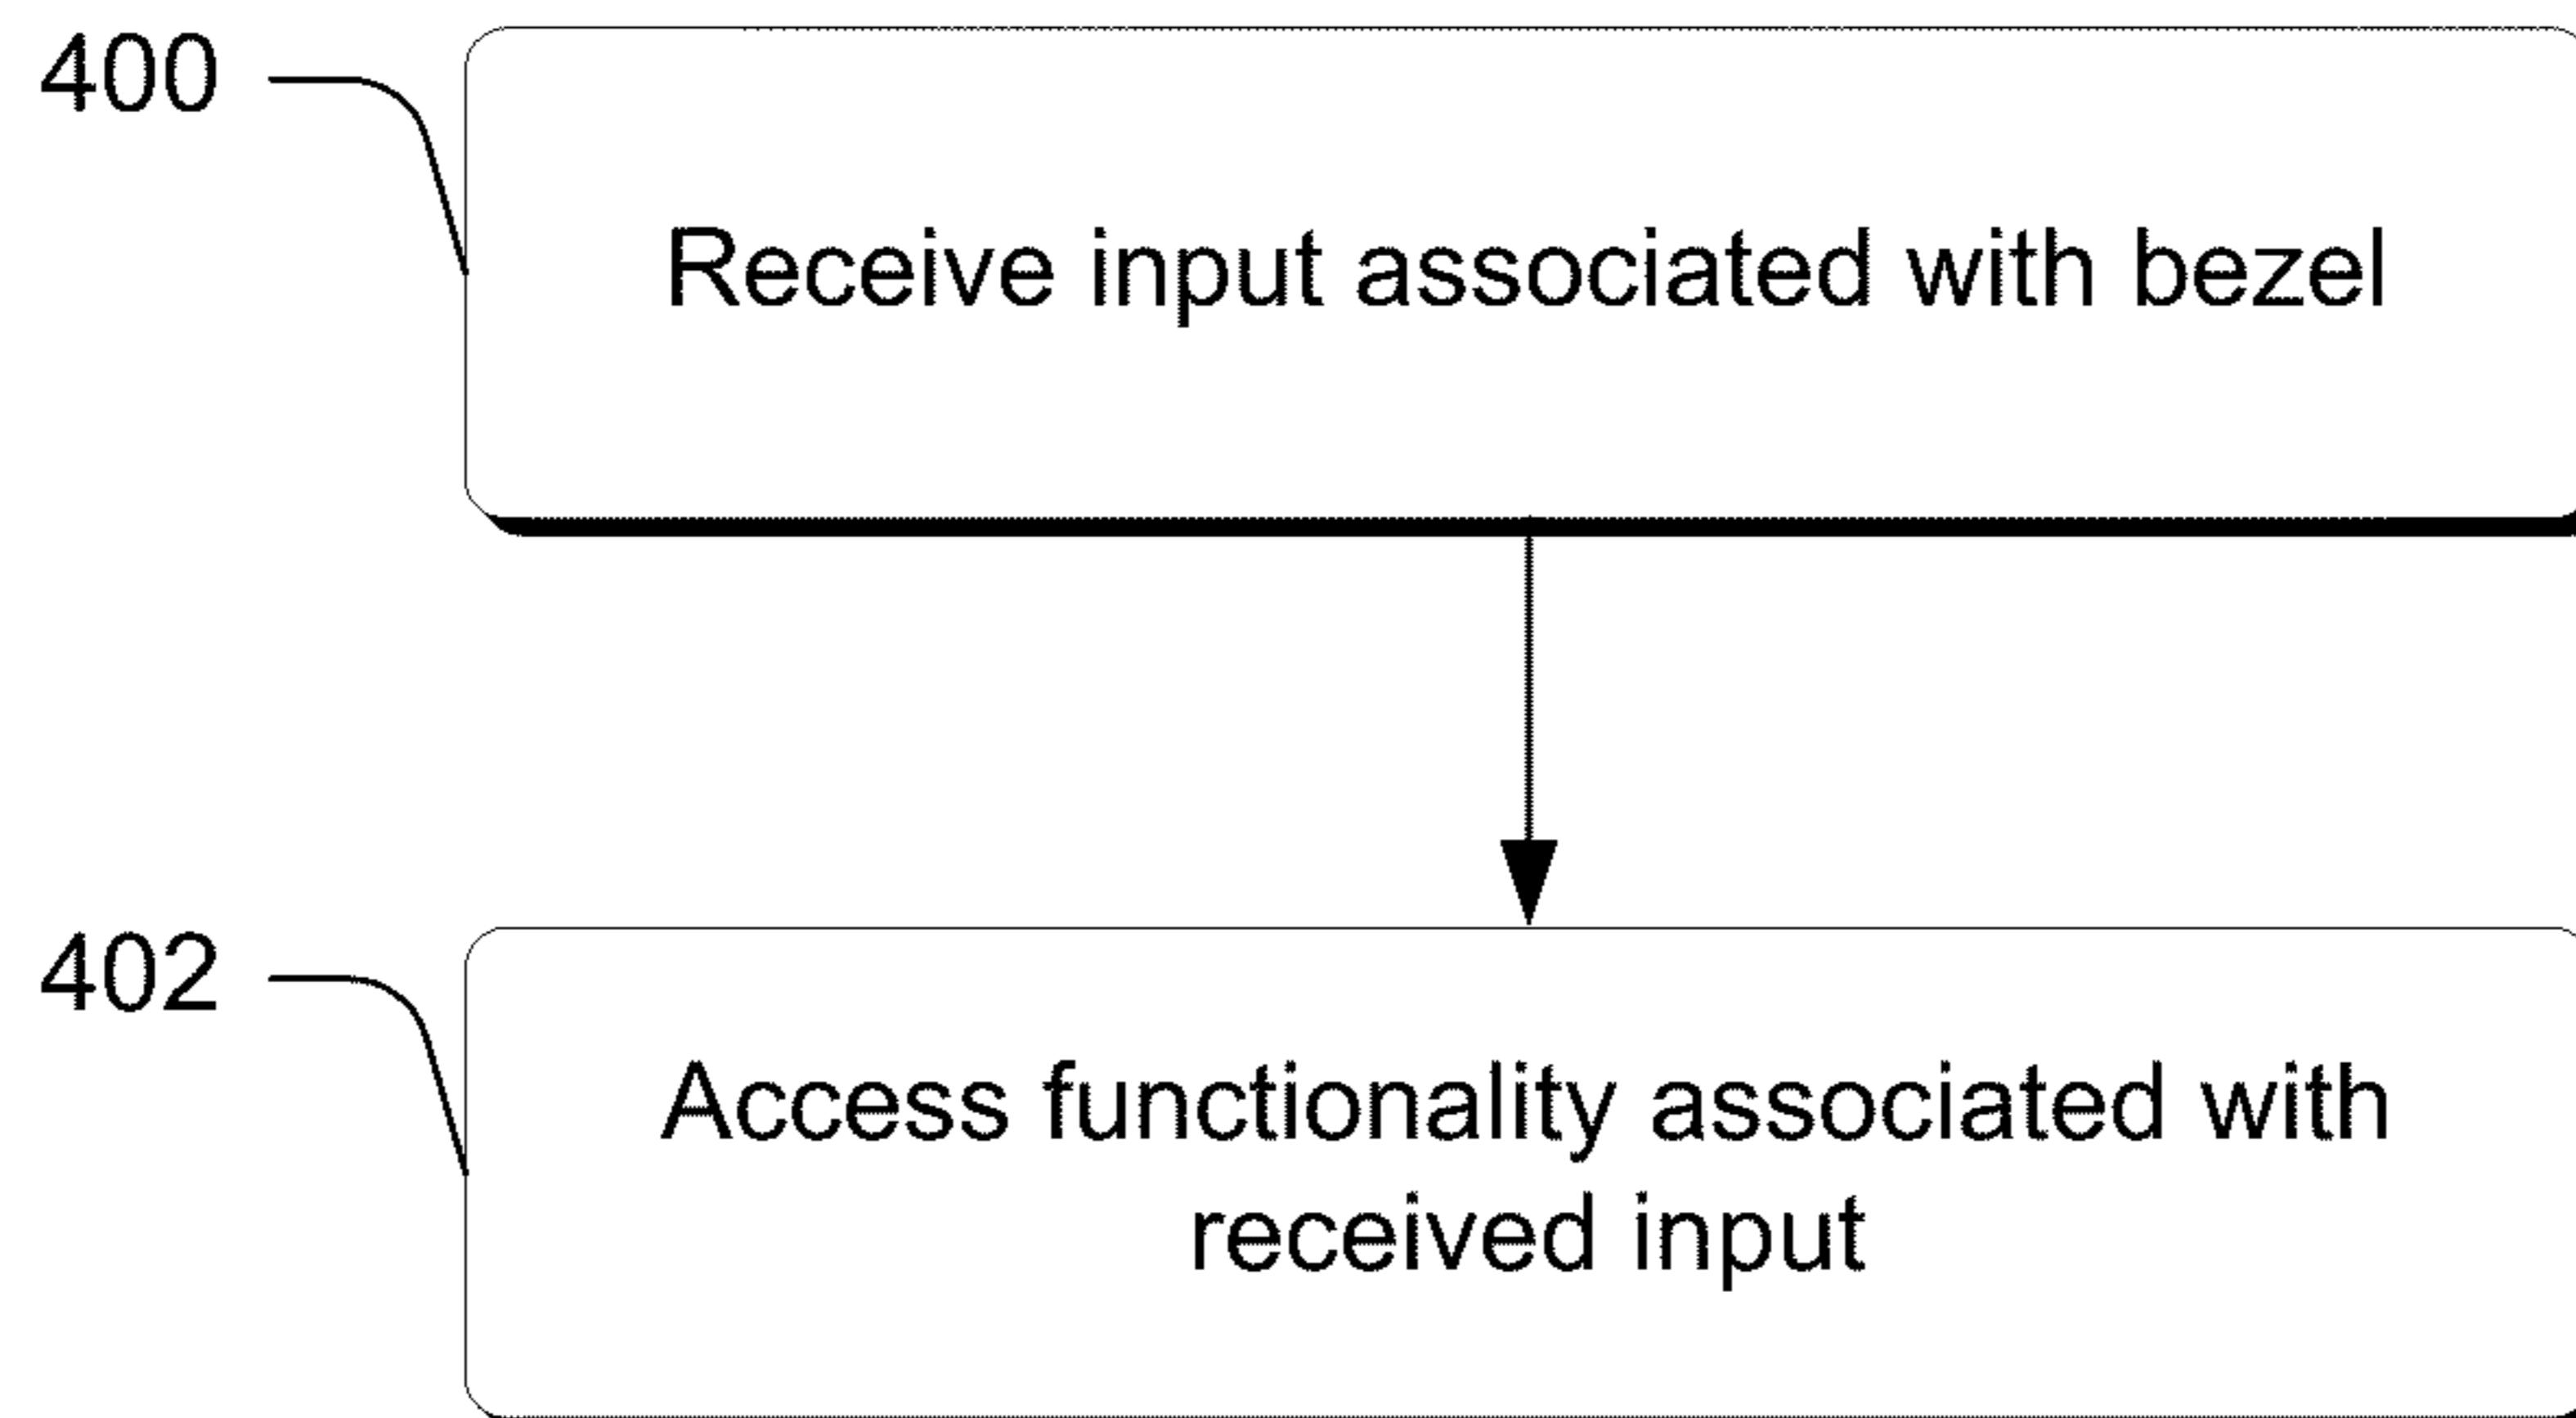 400
Receive input associated with bezel
402
Access functionality associated with
received input